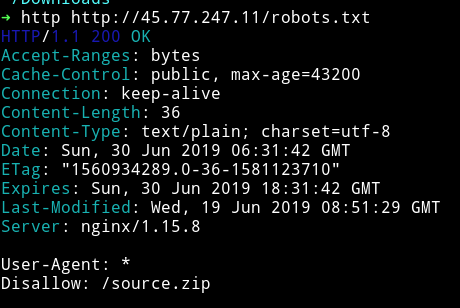 ~/Downloads
➜ http http://45.77.247.11/robots.txt
HTTP/1.1 200 OK
Accept-Ranges: bytes
Cache-Control: public, max-age=43200
Connection: keep-alive
Content-Length: 36
Content-Type: text/plain; charset=utf-8
Date: Sun, 30 Jun 2019 06:31:42 GMT
ETag: "1560934289.0-36-1581123710"
Expires: Sun, 30 Jun 2019 18:31:42 GMT
Last-Modified: Wed, 19 Jun 2019 08:51:29 GMT
Server: nginx/1.15.8
User-Agent: *
Disallow: /source.zip